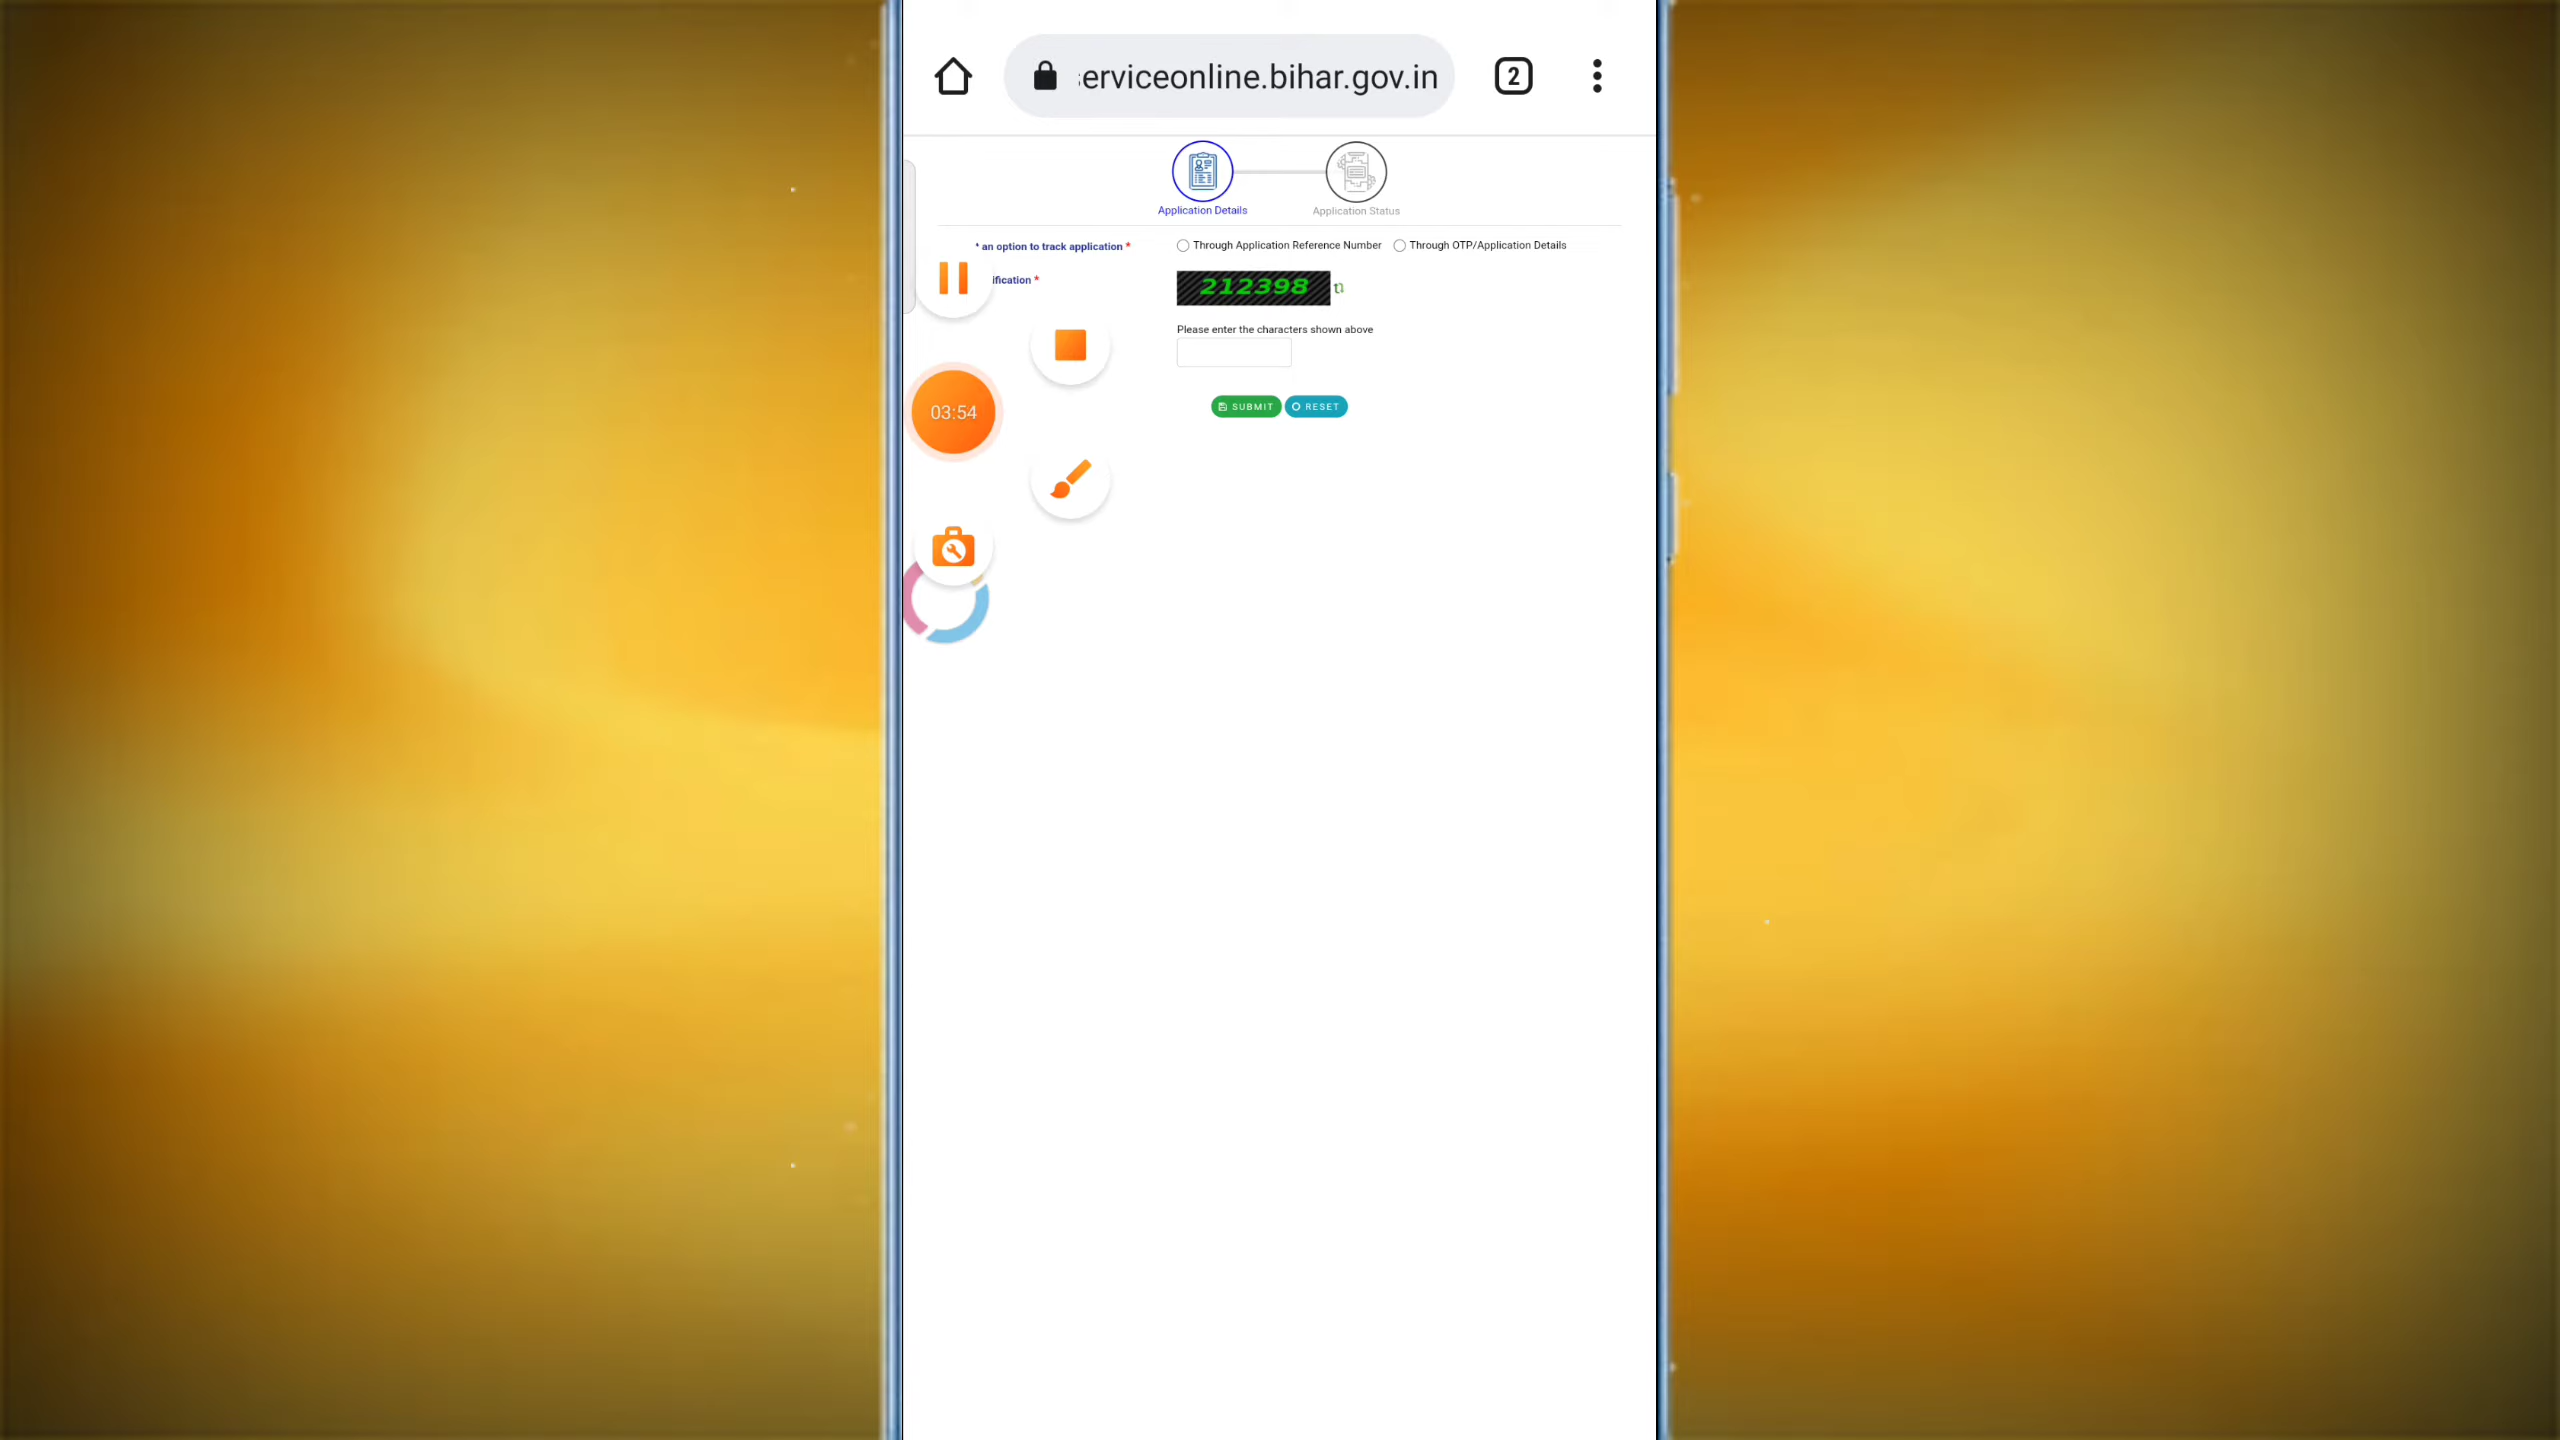 erviceonline.bihar.gov.in
2
Application Details
Application Status
an option to track application *
Through Application Reference Number
Through OTP/Application Details
ification *
212398
Please enter the characters shown above
SUBMIT
RESET
03:54